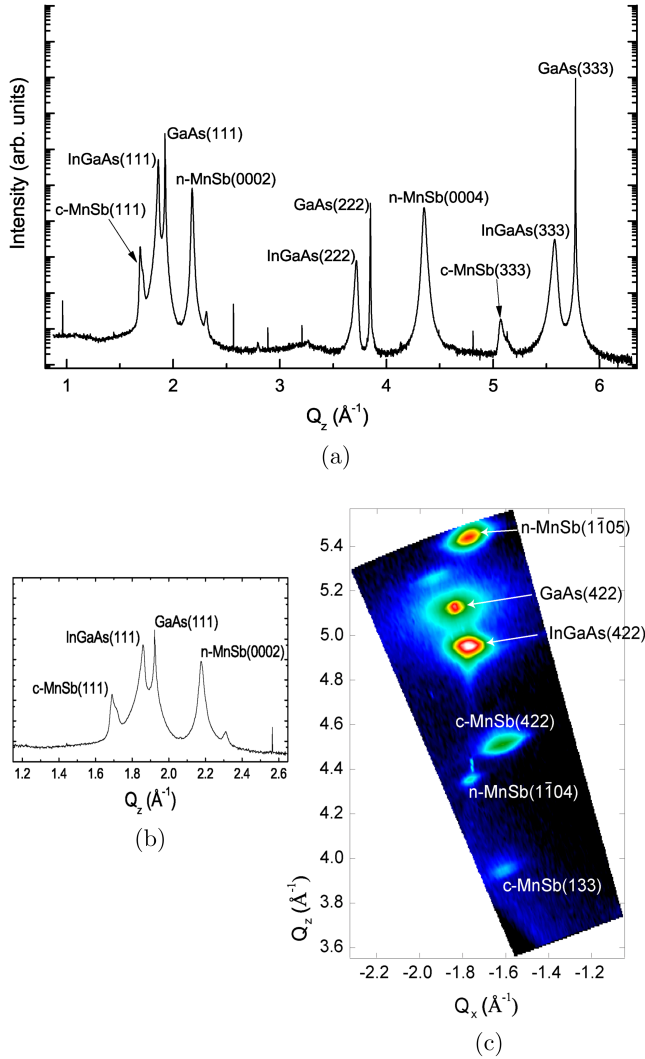 Intensity (arb. units)
GaAs(333)
GaAs(111)
InGaAs(111)
n-MnSb(0002)
c-MnSb(111)
GaAs(222)
n-MnSb(0004)
InGaAs(333)
InGaAs(222)
c-MnSb(333)
1 2 3 4 5 6
Qz (Å-1)
(a)
GaAs(111)
InGaAs(111)
n-MnSb(0002)
c-MnSb(111)
1.2 1.4 1.6 1.8 2.0 2.2 2.4 2.6
Qz (Å-1)
(b)
n-MnSb(11̄05)
5.4
GaAs(422)
5.2
InGaAs(422)
5.0
4.8
c-MnSb(422)
4.6
4.4
n-MnSb(11̄04)
4.2
4.0
c-MnSb(133)
3.8
3.6
Qz (Å-1)
-2.2 -2.0 -1.8 -1.6 -1.4 -1.2
Qx (Å-1)
(c)